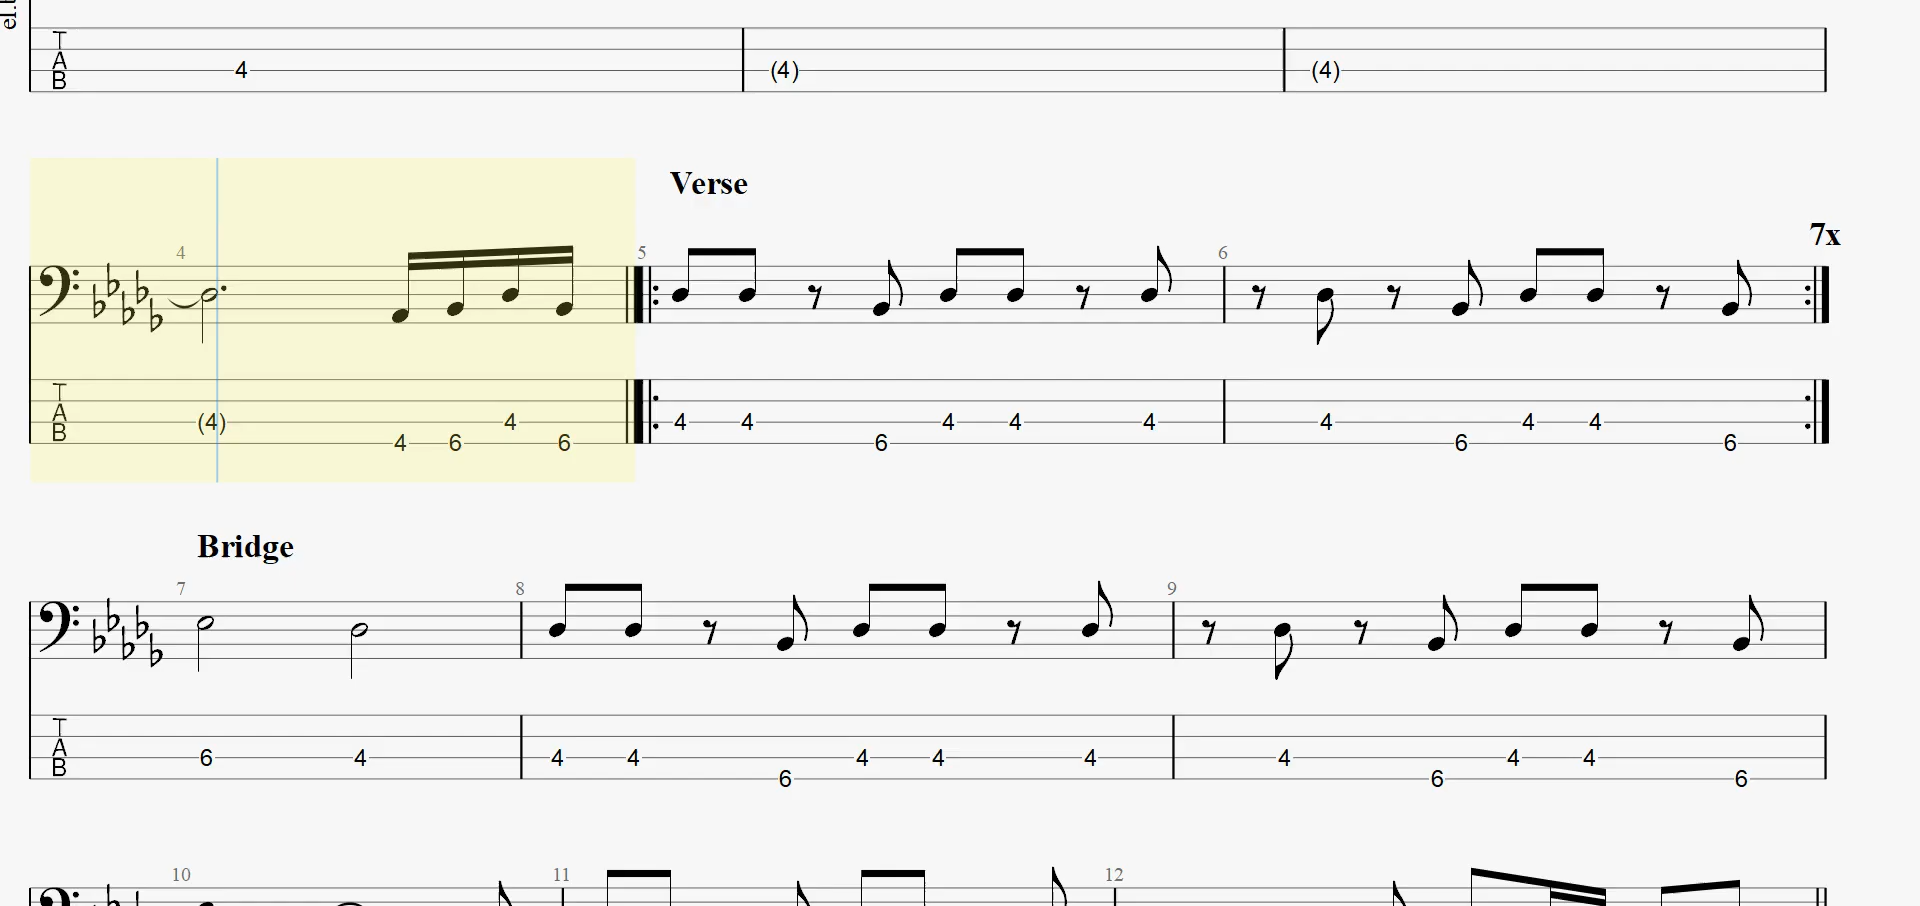 el.b
T
A
B
4 (4) (4)
Verse
7x
4 5 6
T
A
B
(4) 4 6 4 6 4 4 6 4 4 4 4 6 4 4 6
Bridge
7 8 9
T
A
B
6 4 4 4 6 4 4 4 4 6 4 4 6
10 11 12